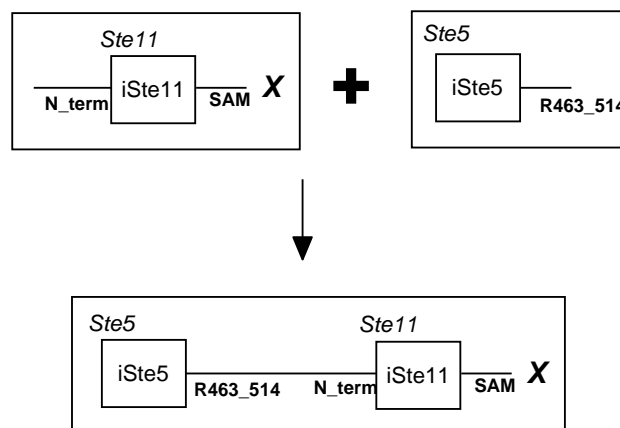 Ste11
iSte11
N_term
SAM
X
Ste5
iSte5
R463_514
Ste5
iSte5
R463_514
Ste11
N_term
iSte11
SAM
X